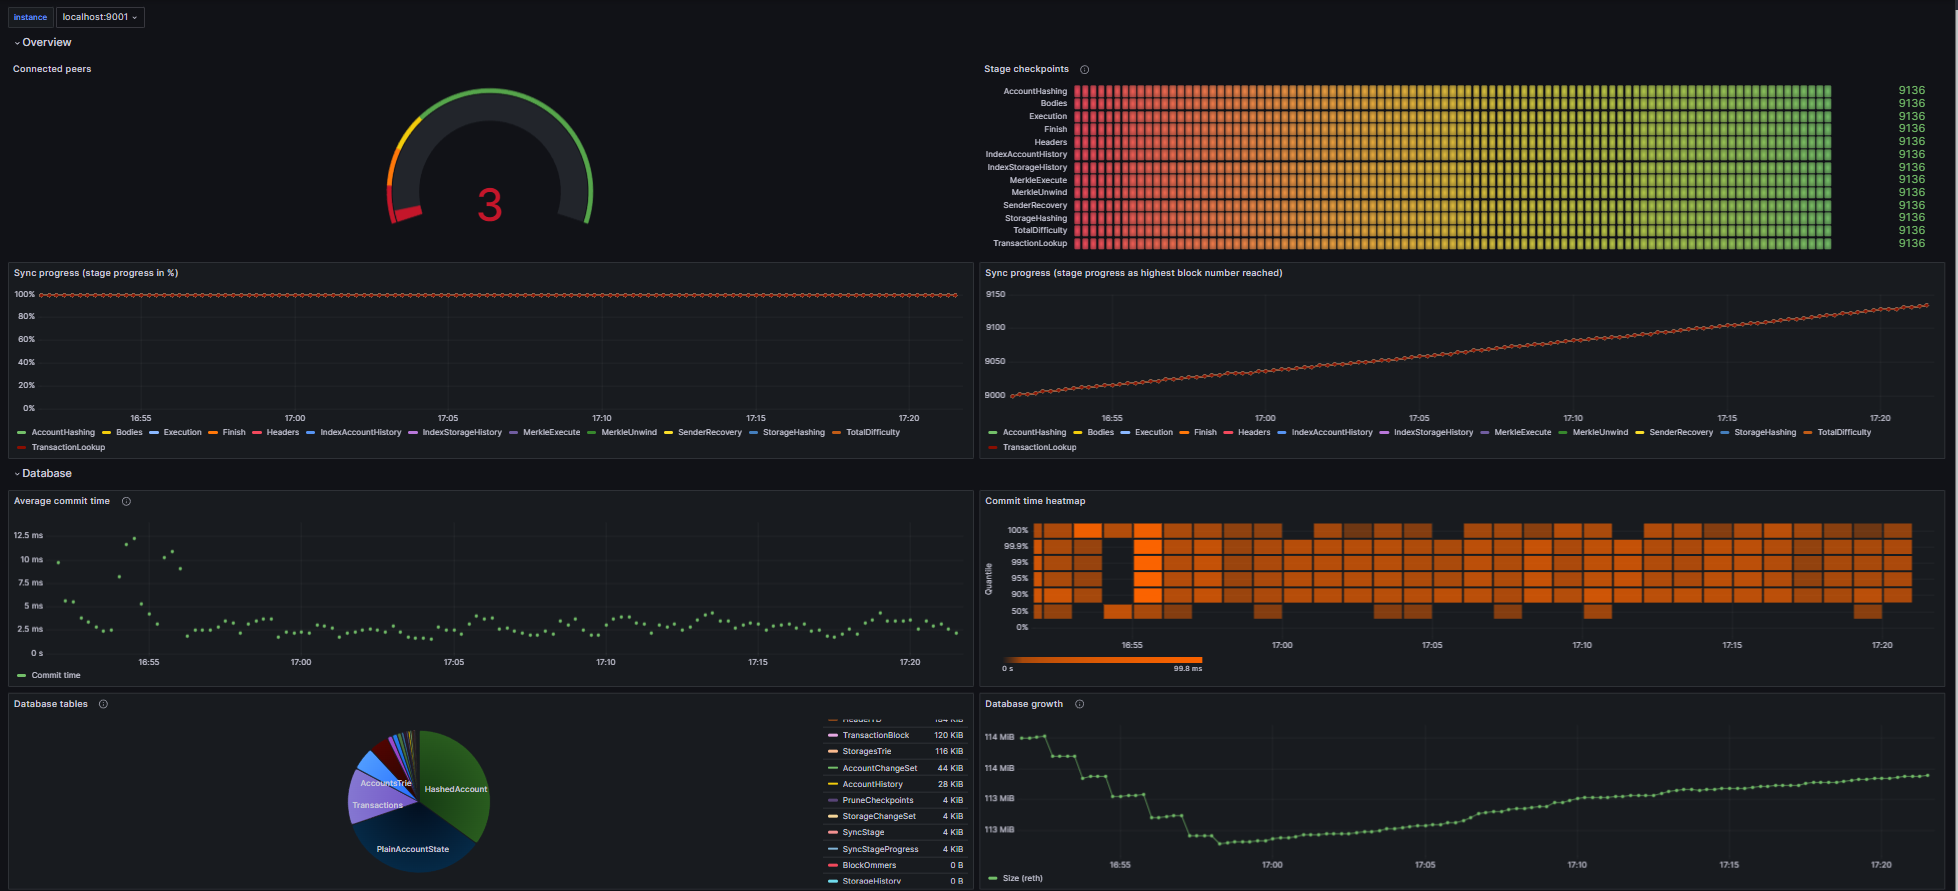 instance localhost:9001
Overview
Connected peers
3
Stage checkpoints
AccountHashing 9136
Bodies 9136
Execution 9136
Finish 9136
Headers 9136
IndexAccountHistory 9136
IndexStorageHistory 9136
MerkleExecute 9136
MerkleUnwind 9136
SenderRecovery 9136
StorageHashing 9136
TotalDifficulty 9136
TransactionLookup 9136
Sync progress (stage progress in %)
100%
80%
60%
40%
20%
0%
16:55 17:00 17:05 17:10 17:15 17:20
AccountHashing Bodies Execution Finish Headers IndexAccountHistory IndexStorageHistory MerkleExecute MerkleUnwind SenderRecovery StorageHashing TotalDifficulty
TransactionLookup
Sync progress (stage progress as highest block number reached)
9150
9100
9050
9000
16:55 17:00 17:05 17:10 17:15 17:20
AccountHashing Bodies Execution Finish Headers IndexAccountHistory IndexStorageHistory MerkleExecute MerkleUnwind SenderRecovery StorageHashing TotalDifficulty
TransactionLookup
Database
Average commit time
12.5 ms
10 ms
7.5 ms
5 ms
2.5 ms
0 s
16:55 17:00 17:05 17:10 17:15 17:20
Commit time
Commit time heatmap
Quantile
100%
99.9%
99%
95%
90%
50%
0%
16:55 17:00 17:05 17:10 17:15 17:20
0 s 99.8 ms
Database tables
AccountsTrie
HashedAccount
Transactions
PlainAccountState
HeaderTD 184 KiB
TransactionBlock 120 KiB
StoragesTrie 116 KiB
AccountChangeSet 44 KiB
AccountHistory 28 KiB
PruneCheckpoints 4 KiB
StorageChangeSet 4 KiB
SyncStage 4 KiB
SyncStageProgress 4 KiB
BlockOmmers 0 B
StorageHistory 0 B
Database growth
114 MiB
114 MiB
113 MiB
113 MiB
16:55 17:00 17:05 17:10 17:15 17:20
Size (reth)